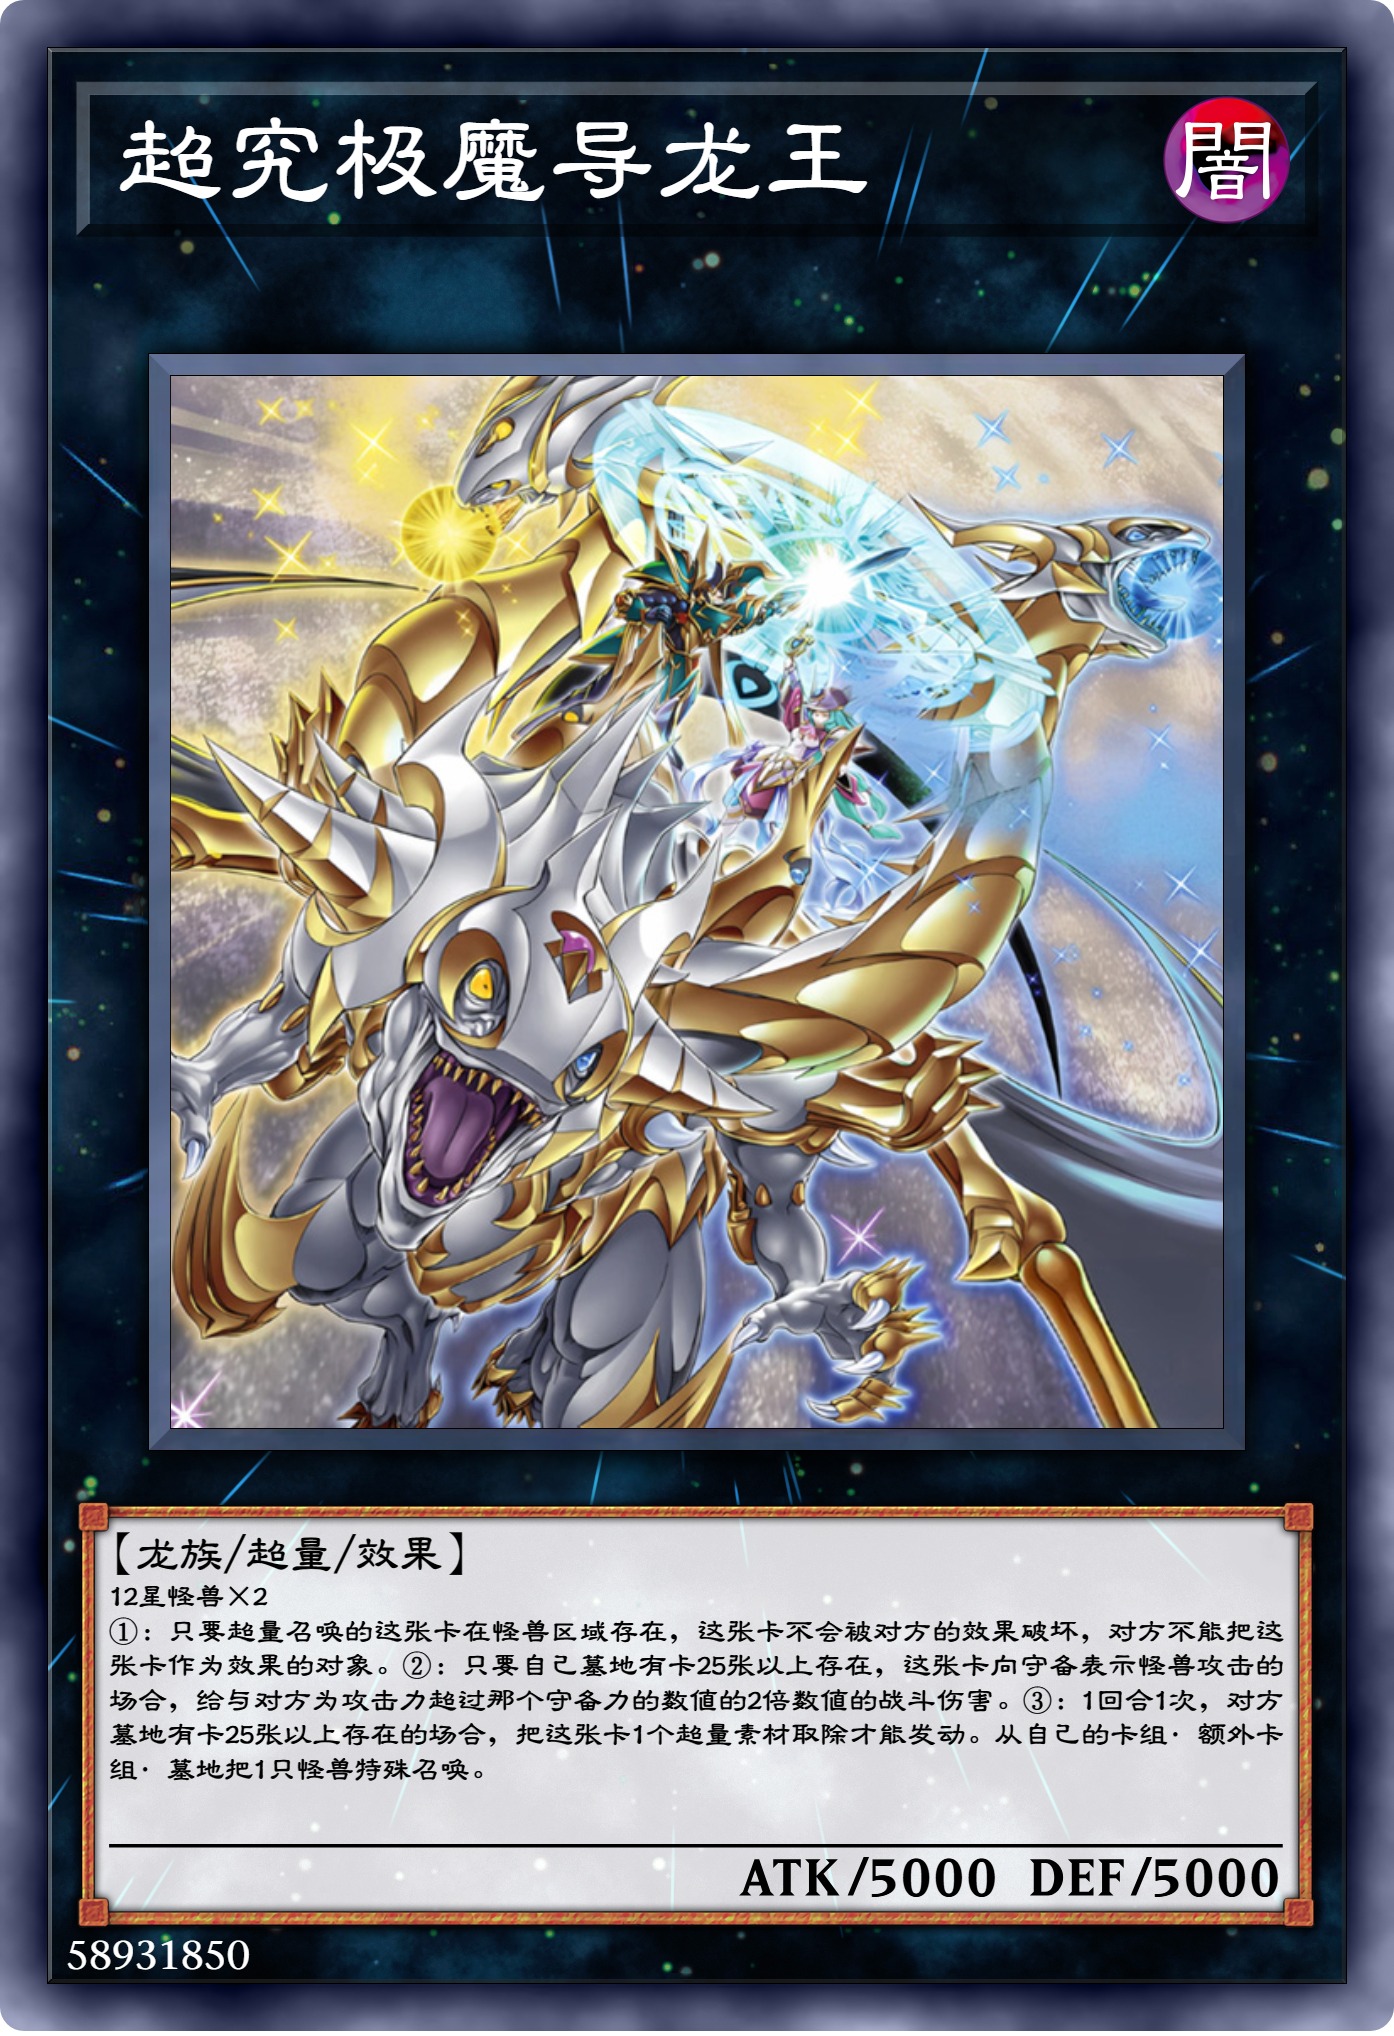 超究极魔导龙王
闇
【龙族/超量/效果】
12星怪兽×2
①：只要超量召唤的这张卡在怪兽区域存在，这张卡不会被对方的效果破坏，对方不能把这
张卡作为效果的对象。②：只要自己墓地有卡25张以上存在，这张卡向守备表示怪兽攻击的
场合，给与对方为攻击力超过那个守备力的数值的2倍数值的战斗伤害。③：1回合1次，对方
墓地有卡25张以上存在的场合，把这张卡1个超量素材取除才能发动。从自己的卡组·额外卡
组·墓地把1只怪兽特殊召唤。
ATK/5000 DEF/5000
58931850